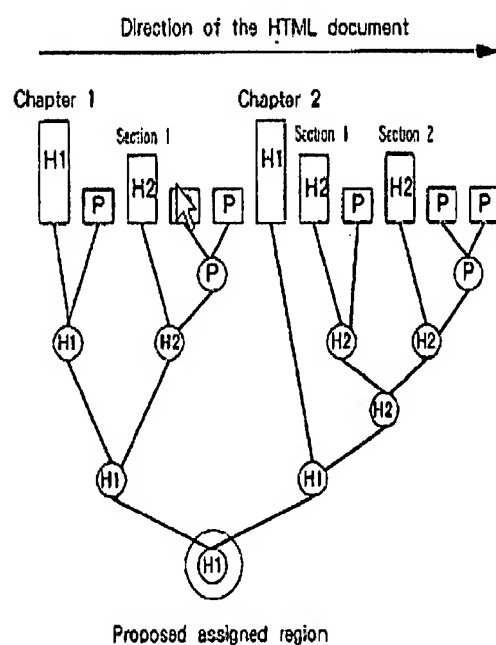 Direction of the HTML document
Chapter 1
Chapter 2
Section 1
Section 1
Section 2
H1
P
H2
P
H1
H2
P
H2
P
P
P
P
H1
H2
H2
H2
H2
H1
H1
H1
Proposed assigned region